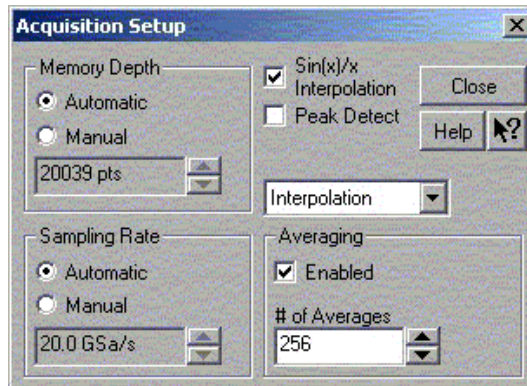 Acquisition Setup
Memory Depth
Automatic
Manual
20039 pts
Sin(x)/x
Interpolation
Peak Detect
Close
Help
Interpolation
Sampling Rate
Automatic
Manual
20.0 GSa/s
Averaging
Enabled
# of Averages
256